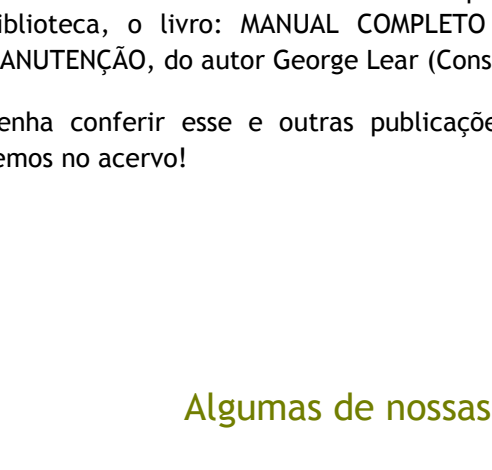 iblioteca, o livro: MANUAL COMPLETO
ANUTENÇÃO, do autor George Lear (Cons
enha conferir esse e outras publicaçõe
emos no acervo!
Algumas de nossas